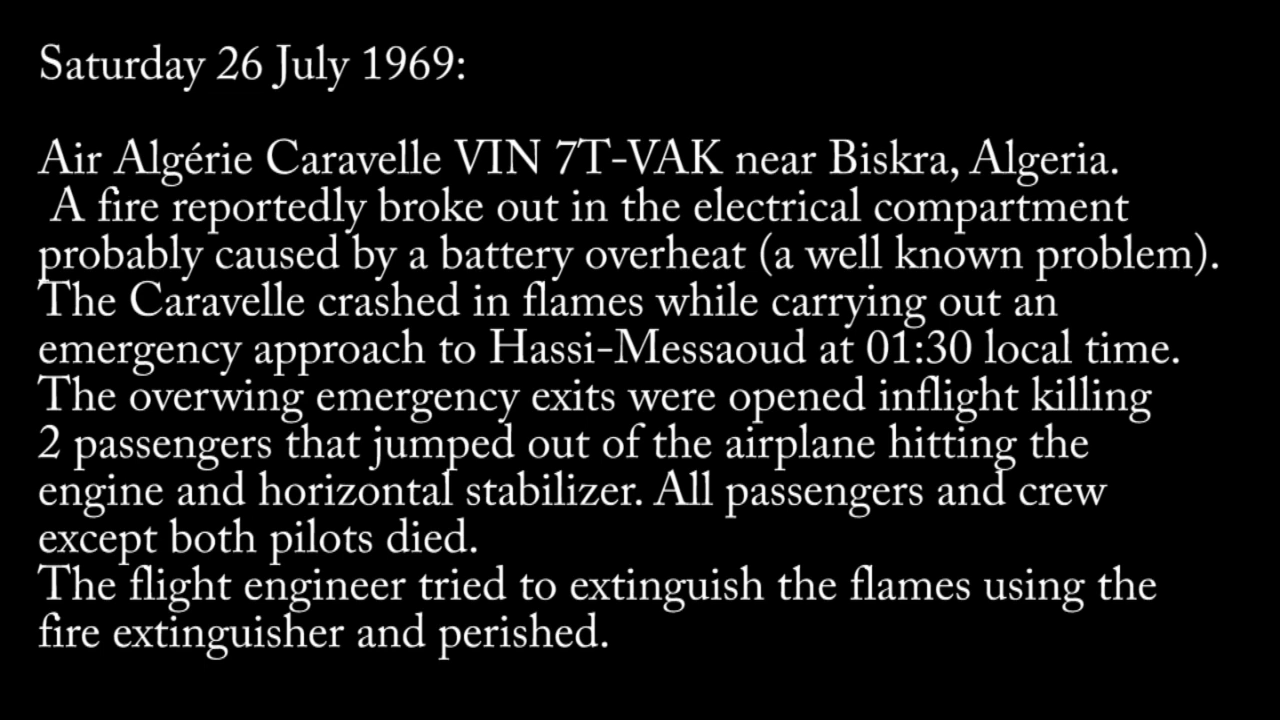 Saturday 26 July 1969:
Air Algérie Caravelle VIN 7T-VAK near Biskra, Algeria.
A fire reportedly broke out in the electrical compartment
probably caused by a battery overheat (a well known problem).
The Caravelle crashed in flames while carrying out an
emergency approach to Hassi-Messaoud at 01:30 local time.
The overwing emergency exits were opened inflight killing
2 passengers that jumped out of the airplane hitting the
engine and horizontal stabilizer. All passengers and crew
except both pilots died.
The flight engineer tried to extinguish the flames using the
fire extinguisher and perished.